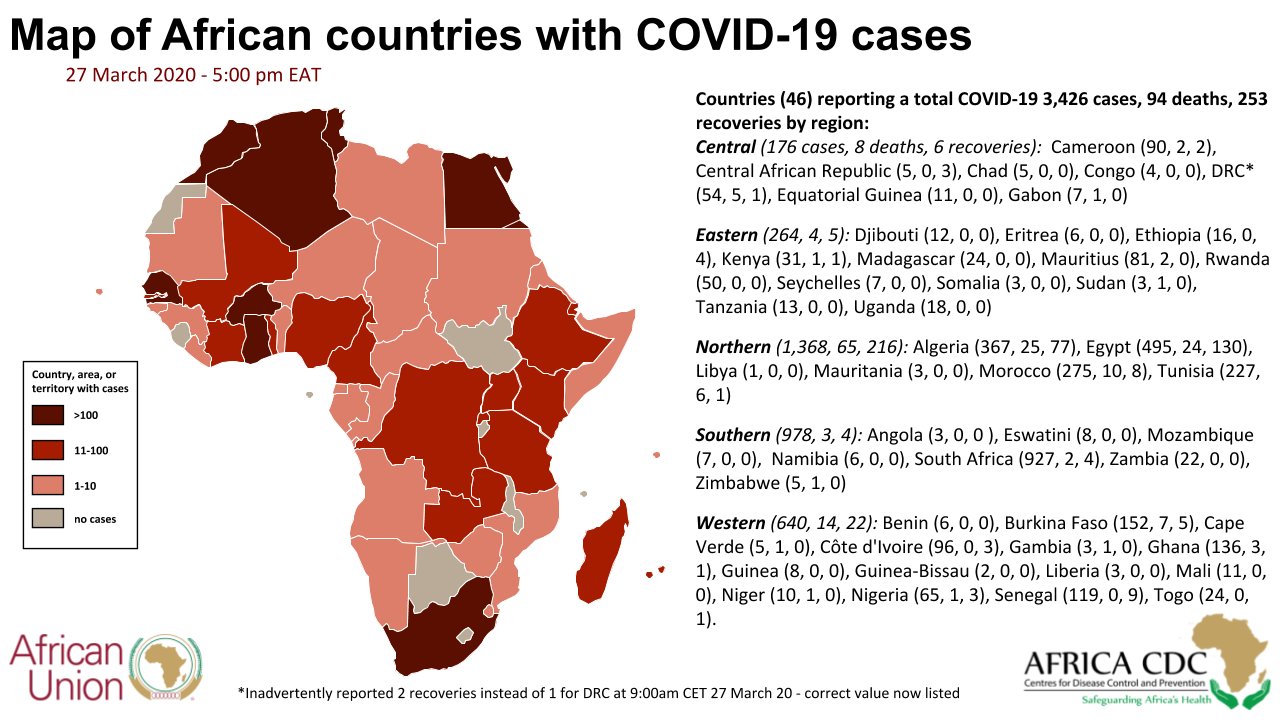 Map of African countries with COVID-19 cases
27 March 2020 - 5:00 pm EAT
Countries (46) reporting a total COVID-19 3,426 cases, 94 deaths, 253
recoveries by region:
Central (176 cases, 8 deaths, 6 recoveries): Cameroon (90, 2, 2),
Central African Republic (5, 0, 3), Chad (5, 0, 0), Congo (4, 0, 0), DRC*
(54, 5, 1), Equatorial Guinea (11, 0, 0), Gabon (7, 1, 0)
Eastern (264, 4, 5): Djibouti (12, 0, 0), Eritrea (6, 0, 0), Ethiopia (16, 0,
4), Kenya (31, 1, 1), Madagascar (24, 0, 0), Mauritius (81, 2, 0), Rwanda
(50, 0, 0), Seychelles (7, 0, 0), Somalia (3, 0, 0), Sudan (3, 1, 0),
Tanzania (13, 0, 0), Uganda (18, 0, 0)
Northern (1,368, 65, 216): Algeria (367, 25, 77), Egypt (495, 24, 130),
Libya (1, 0, 0), Mauritania (3, 0, 0), Morocco (275, 10, 8), Tunisia (227,
6, 1)
Southern (978, 3, 4): Angola (3, 0, 0 ), Eswatini (8, 0, 0), Mozambique
(7, 0, 0), Namibia (6, 0, 0), South Africa (927, 2, 4), Zambia (22, 0, 0),
Zimbabwe (5, 1, 0)
Western (640, 14, 22): Benin (6, 0, 0), Burkina Faso (152, 7, 5), Cape
Verde (5, 1, 0), Côte d'Ivoire (96, 0, 3), Gambia (3, 1, 0), Ghana (136, 3,
1), Guinea (8, 0, 0), Guinea-Bissau (2, 0, 0), Liberia (3, 0, 0), Mali (11, 0,
0), Niger (10, 1, 0), Nigeria (65, 1, 3), Senegal (119, 0, 9), Togo (24, 0,
1).
Country, area, or
territory with cases
>100
11-100
1-10
no cases
African
Union
*Inadvertently reported 2 recoveries instead of 1 for DRC at 9:00am CET 27 March 20 - correct value now listed
AFRICA CDC
Centres for Disease Control and Prevention
Safeguarding Africa's Health